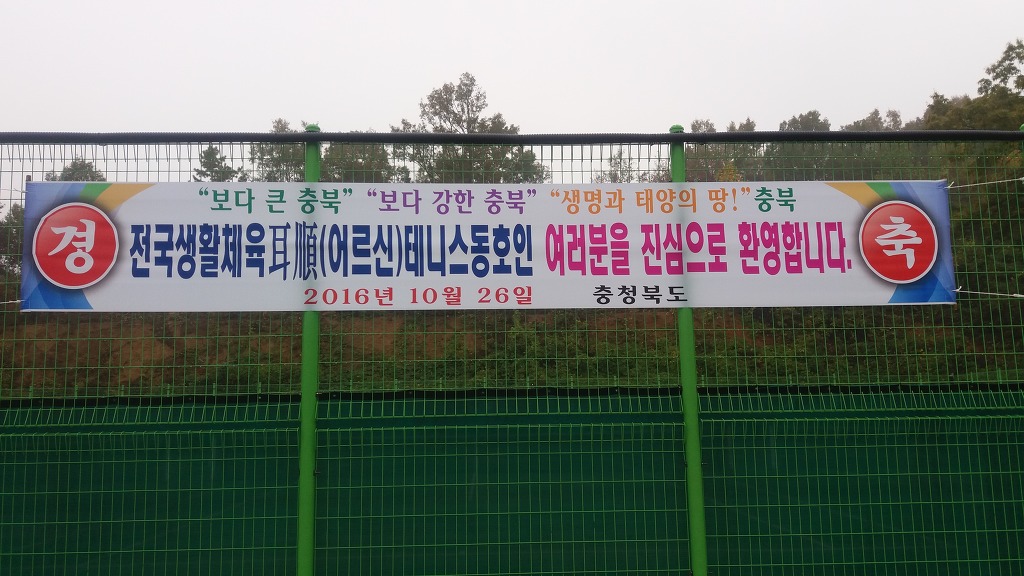 "보다 큰 충북" "보다 강한 충북" "생명과 태양의 땅!" 충북
경 전국생활체육耳順(어르신)테니스동호인 여러분을 진심으로 환영합니다. 축
2016년 10월 26일 충청북도